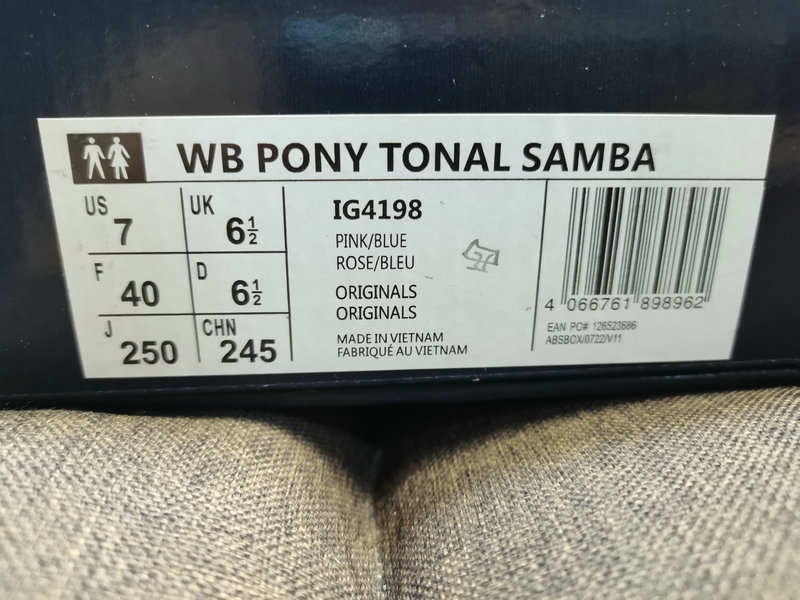 WB PONY TONAL SAMBA
US 7
UK 6½
F 40
D 6½
J 250
CHN 245
IG4198
PINK/BLUE
ROSE/BLEU
ORIGINALS
ORIGINALS
MADE IN VIETNAM
FABRIQUÉ AU VIETNAM
4 066761 898962
EAN PO# 126523686
ABSBOX/0722/V11